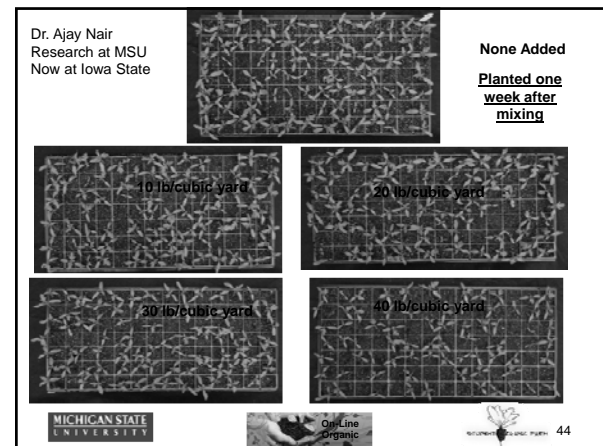 Dr. Ajay Nair
Research at MSU
Now at Iowa State
None Added
Planted one
week after
mixing
10 lb/cubic yard
20 lb/cubic yard
30 lb/cubic yard
40 lb/cubic yard
MICHIGAN STATE
UNIVERSITY
On-Line
Organic
44